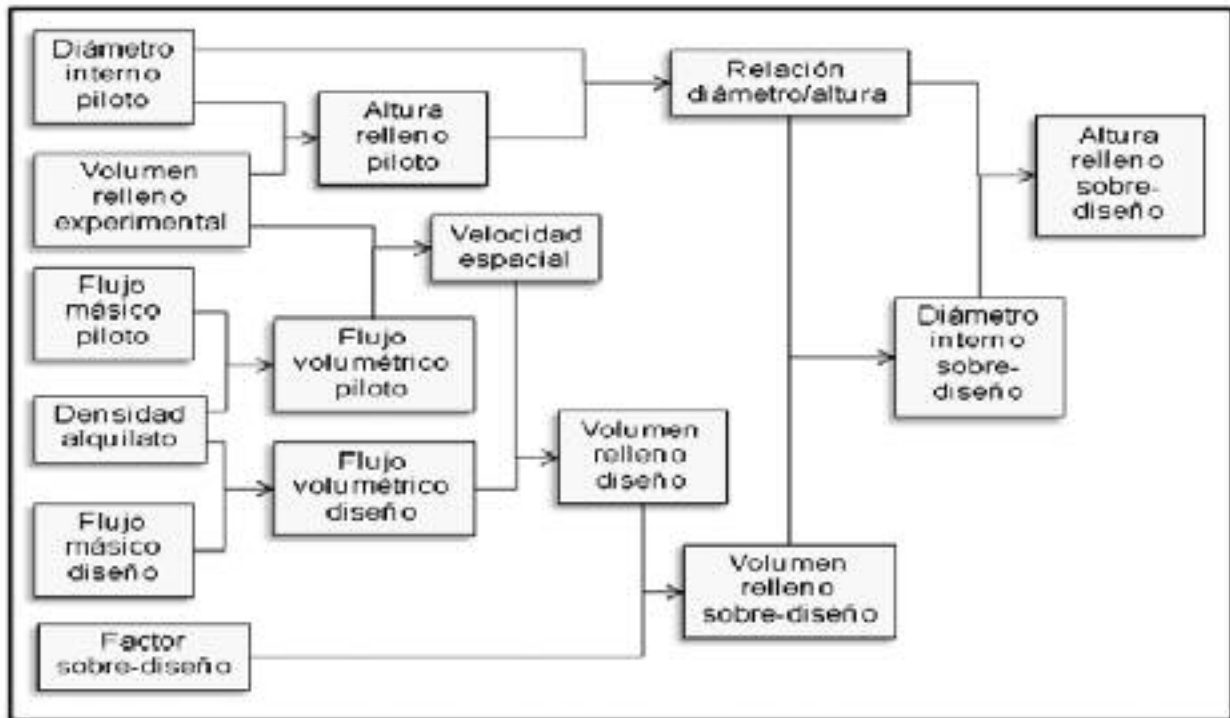 Diámetro
interno
piloto
Volumen
relleno
experimental
Flujo
másico
piloto
Densidad
alquilato
Flujo
másico
diseño
Factor
sobre-diseño
Altura
relleno
piloto
Flujo
volumétrico
piloto
Flujo
volumétrico
diseño
Velocidad
espacial
Volumen
relleno
diseño
Relación
diámetro/altura
Volumen
relleno
sobre-diseño
Diámetro
interno
sobre-
diseño
Altura
relleno
sobre-
diseño